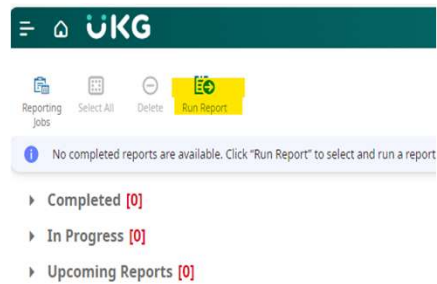 UKG
Reporting Jobs
Select All
Delete
Run Report
No completed reports are available. Click "Run Report" to select and run a report
Completed [0]
In Progress [0]
Upcoming Reports [0]